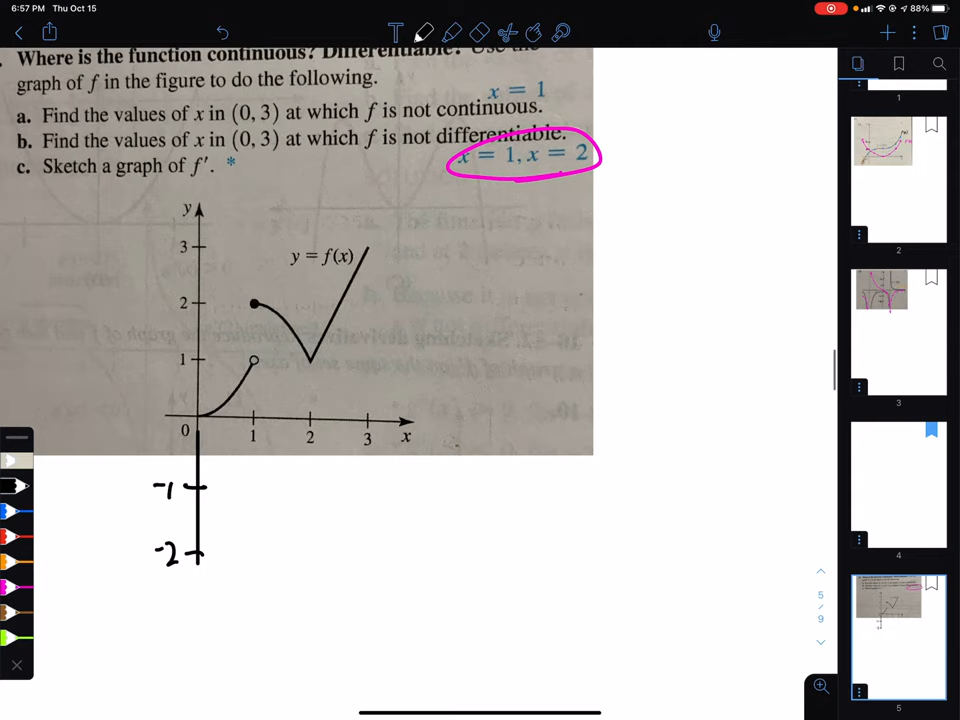 6:57 PM Thu Oct 15
88%
Where is the function continuous? Differentiable? Use the
graph of f in the figure to do the following.
x = 1
a. Find the values of x in (0, 3) at which f is not continuous.
b. Find the values of x in (0, 3) at which f is not differentiable.
x = 1, x = 2
c. Sketch a graph of f′. *
y
3
y = f(x)
2
1
0
1
2
3
x
-1
-2
5
/
9
1
2
3
4
5